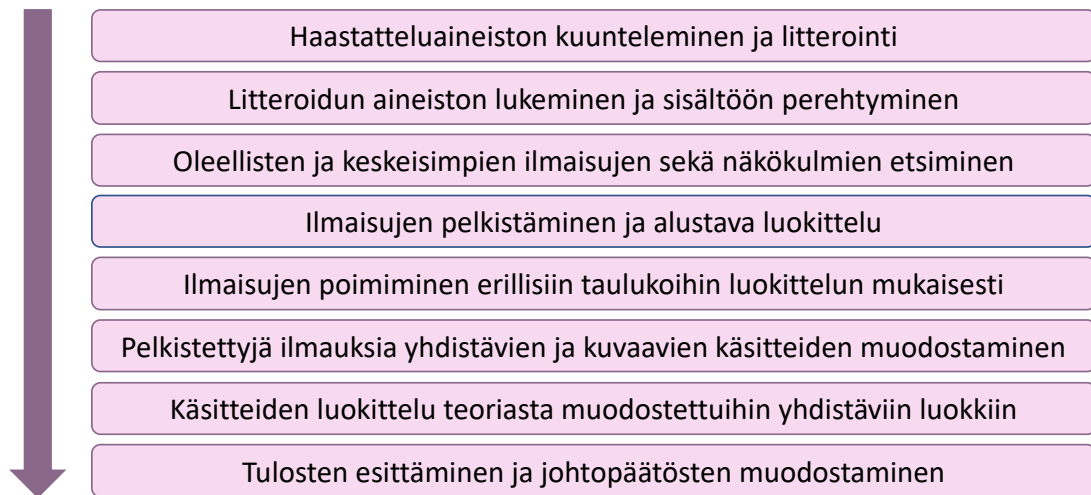 Haastatteluaineiston kuunteleminen ja litterointi
Litteroidun aineiston lukeminen ja sisältöön perehtyminen
Oleellisten ja keskeisimpien ilmaisujen sekä näkökulmien etsiminen
Ilmaisujen pelkistäminen ja alustava luokittelu
Ilmaisujen poimiminen erillisiin taulukoihin luokittelun mukaisesti
Pelkistettyjä ilmauksia yhdistävien ja kuvaavien käsitteiden muodostaminen
Käsitteiden luokittelu teoriasta muodostettuihin yhdistäviin luokkiin
Tulosten esittäminen ja johtopäätösten muodostaminen